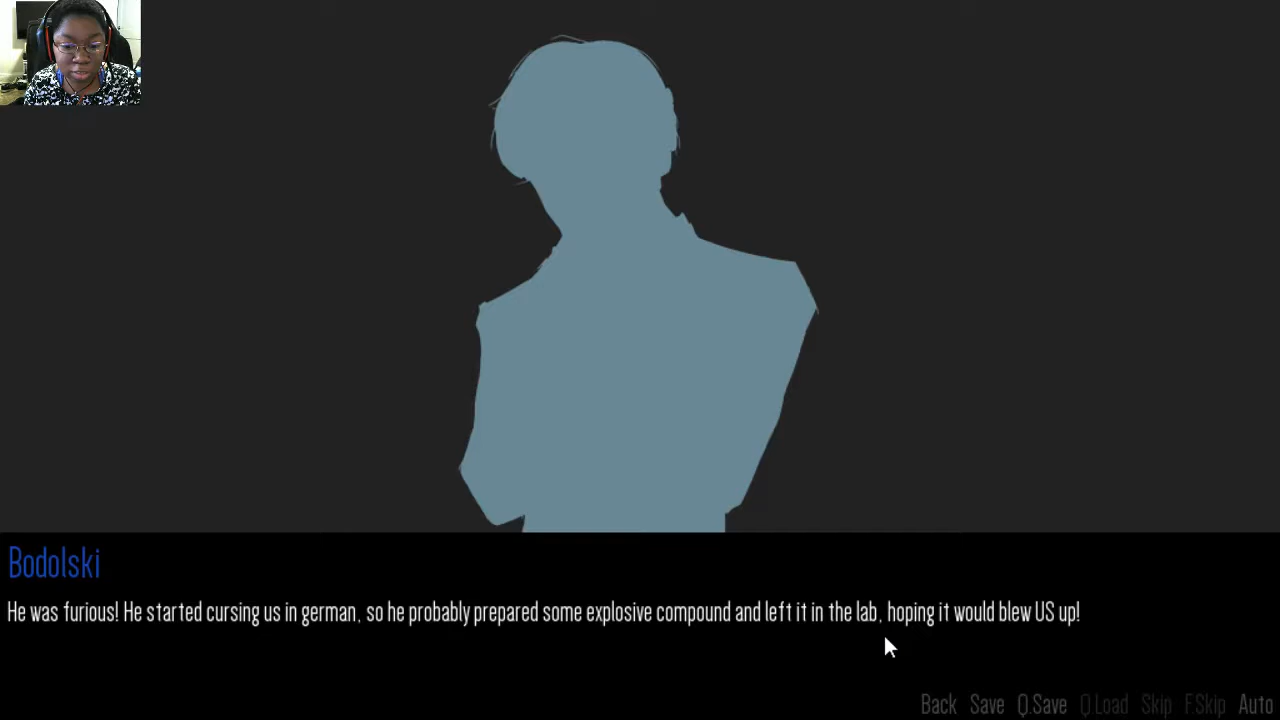 Bodolski
He was furious! He started cursing us in german, so he probably prepared some explosive compound and left it in the lab, hoping it would blew US up!
Back Save Q.Save Q.Load Skip F.Skip Auto